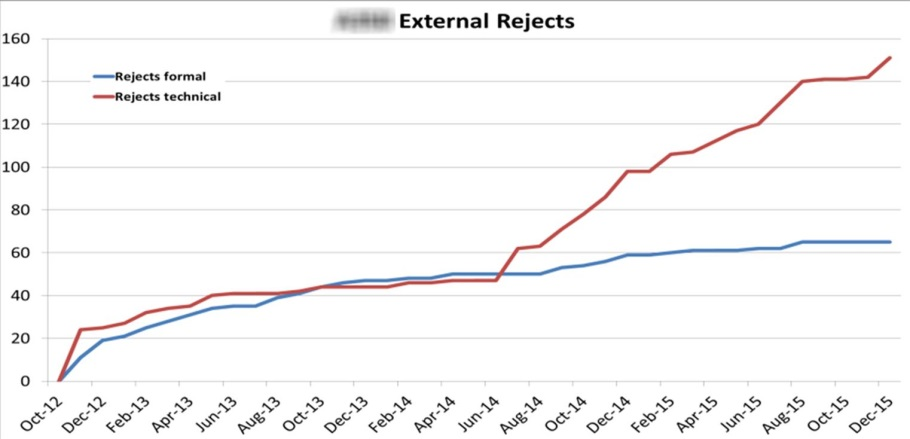 External Rejects
160
140
120
100
80
60
40
20
0
Rejects formal
Rejects technical
Oct-12
Dec-12
Feb-13
Apr-13
Jun-13
Aug-13
Oct-13
Dec-13
Feb-14
Apr-14
Jun-14
Aug-14
Oct-14
Dec-14
Feb-15
Apr-15
Jun-15
Aug-15
Oct-15
Dec-15